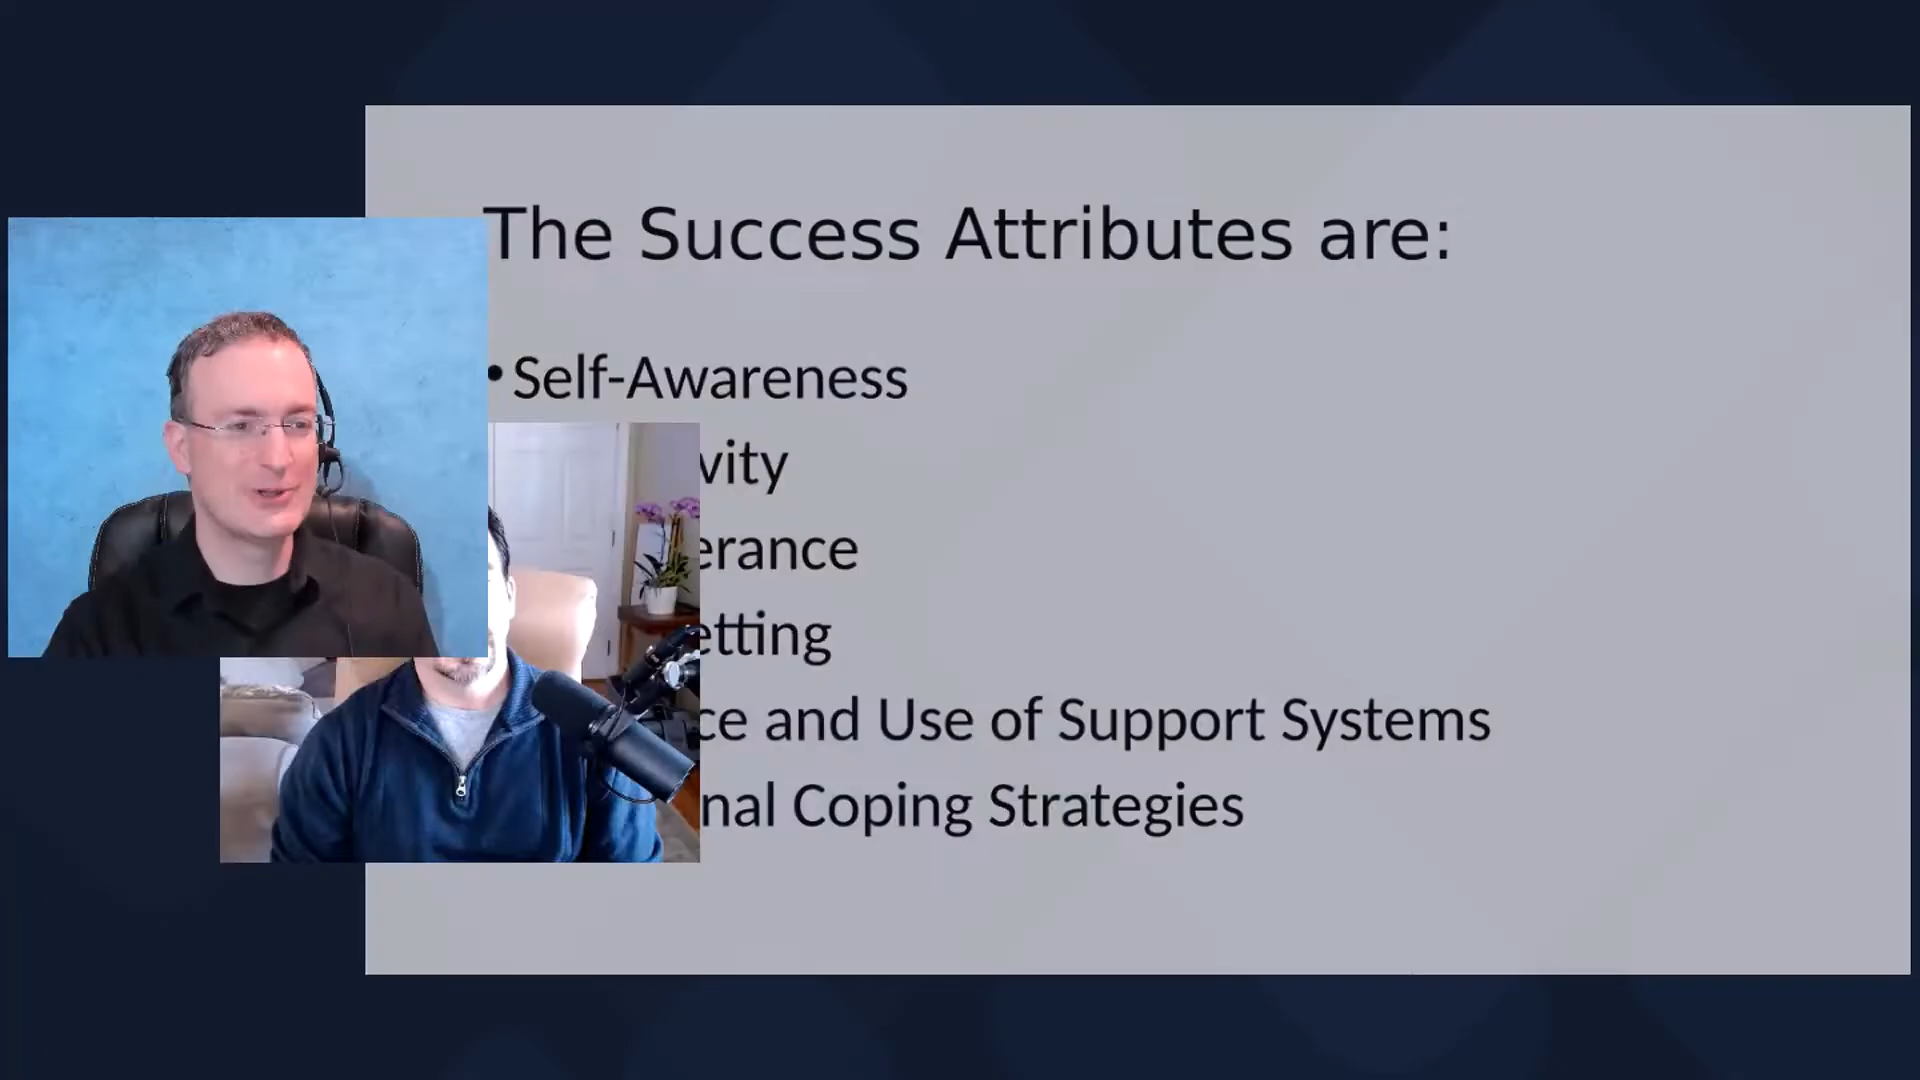 The Success Attributes are:
• Self-Awareness
vity
erance
etting
ce and Use of Support Systems
nal Coping Strategies